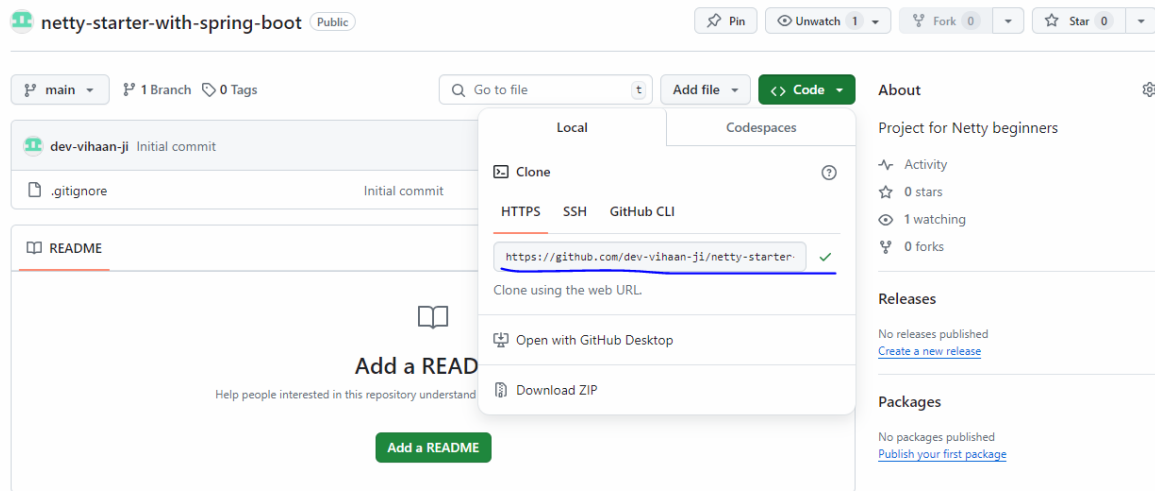 netty-starter-with-spring-boot Public
Pin Unwatch 1 Fork 0 Star 0
main 1 Branch 0 Tags Go to file t Add file <> Code
dev-vihaan-ji Initial commit
.gitignore Initial commit
README
Add a READ
Help people interested in this repository understand
Add a README
Local Codespaces
Clone
HTTPS SSH GitHub CLI
https://github.com/dev-vihaan-ji/netty-starter-
Clone using the web URL.
Open with GitHub Desktop
Download ZIP
About
Project for Netty beginners
Activity
0 stars
1 watching
0 forks
Releases
No releases published
Create a new release
Packages
No packages published
Publish your first package